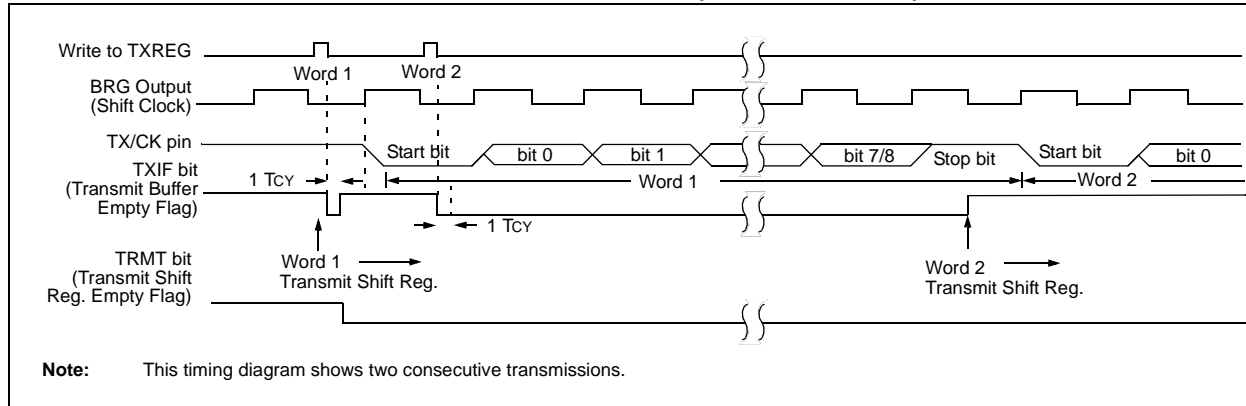 Write to TXREG
Word 1
Word 2
BRG Output
(Shift Clock)
TX/CK pin
Start bit
bit 0
bit 1
bit 7/8
Stop bit
Start bit
bit 0
TXIF bit
(Transmit Buffer
Empty Flag)
1 TCY
Word 1
Word 2
1 TCY
Word 1
Transmit Shift Reg.
Word 2
Transmit Shift Reg.
TRMT bit
(Transmit Shift
Reg. Empty Flag)
Note: This timing diagram shows two consecutive transmissions.